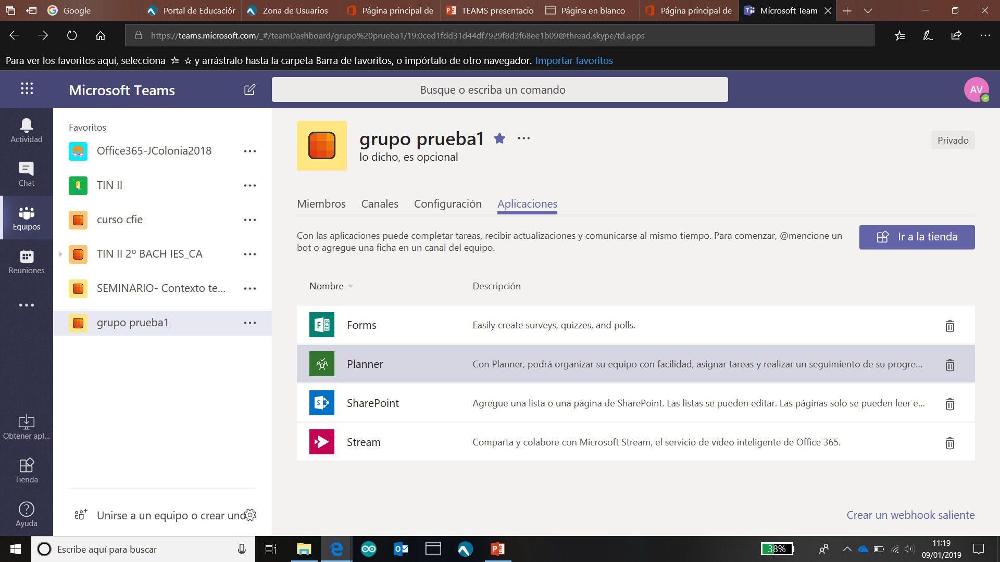 Google
Portal de Educación
Zona de Usuarios
Página principal de
TEAMS presentacio
Página en blanco
Página principal de
Microsoft Team
https://teams.microsoft.com/_#/teamDashboard/grupo%20prueba1/19:0ced1fdd31d44df7929f8d3f68ee1b09@thread.skype/td.apps
Para ver los favoritos aquí, selecciona y arrástralo hasta la carpeta Barra de favoritos, o impórtalo de otro navegador. Importar favoritos
Microsoft Teams
Busque o escriba un comando
AV
Actividad
Chat
Equipos
Reuniones
Obtener apl...
Tienda
Ayuda
Favoritos
Office365-JColonia2018
TIN II
curso cfie
TIN II 2º BACH IES_CA
SEMINARIO- Contexto te...
grupo prueba1
Unirse a un equipo o crear uno
grupo prueba1
lo dicho, es opcional
Privado
Miembros
Canales
Configuración
Aplicaciones
Con las aplicaciones puede completar tareas, recibir actualizaciones y comunicarse al mismo tiempo. Para comenzar, @mencione un
bot o agregue una ficha en un canal del equipo.
Ir a la tienda
Nombre
Descripción
Forms
Easily create surveys, quizzes, and polls.
Planner
Con Planner, podrá organizar su equipo con facilidad, asignar tareas y realizar un seguimiento de su progre...
SharePoint
Agregue una lista o una página de SharePoint. Las listas se pueden editar. Las páginas solo se pueden leer e...
Stream
Comparta y colabore con Microsoft Stream, el servicio de vídeo inteligente de Office 365.
Crear un webhook saliente
Escribe aquí para buscar
38%
11:19
09/01/2019